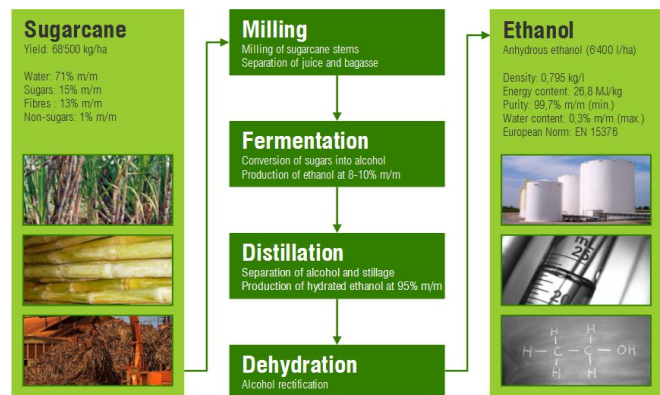 Sugarcane
Yield: 68'500 kg/ha
Water: 71% m/m
Sugars: 15% m/m
Fibres : 13% m/m
Non-sugars: 1% m/m
Milling
Milling of sugarcane stems
Separation of juice and bagasse
Fermentation
Conversion of sugars into alcohol
Production of ethanol at 8-10% m/m
Distillation
Separation of alcohol and stillage
Production of hydrated ethanol at 95% m/m
Dehydration
Alcohol rectification
Ethanol
Anhydrous ethanol (6'400 l/ha)
Density: 0,795 kg/l
Energy content: 26,8 MJ/kg
Purity: 99,7% m/m (min.)
Water content: 0,3% m/m (max.)
European Norm: EN 15376
m
25
20
H H
H – C – C – OH
H H